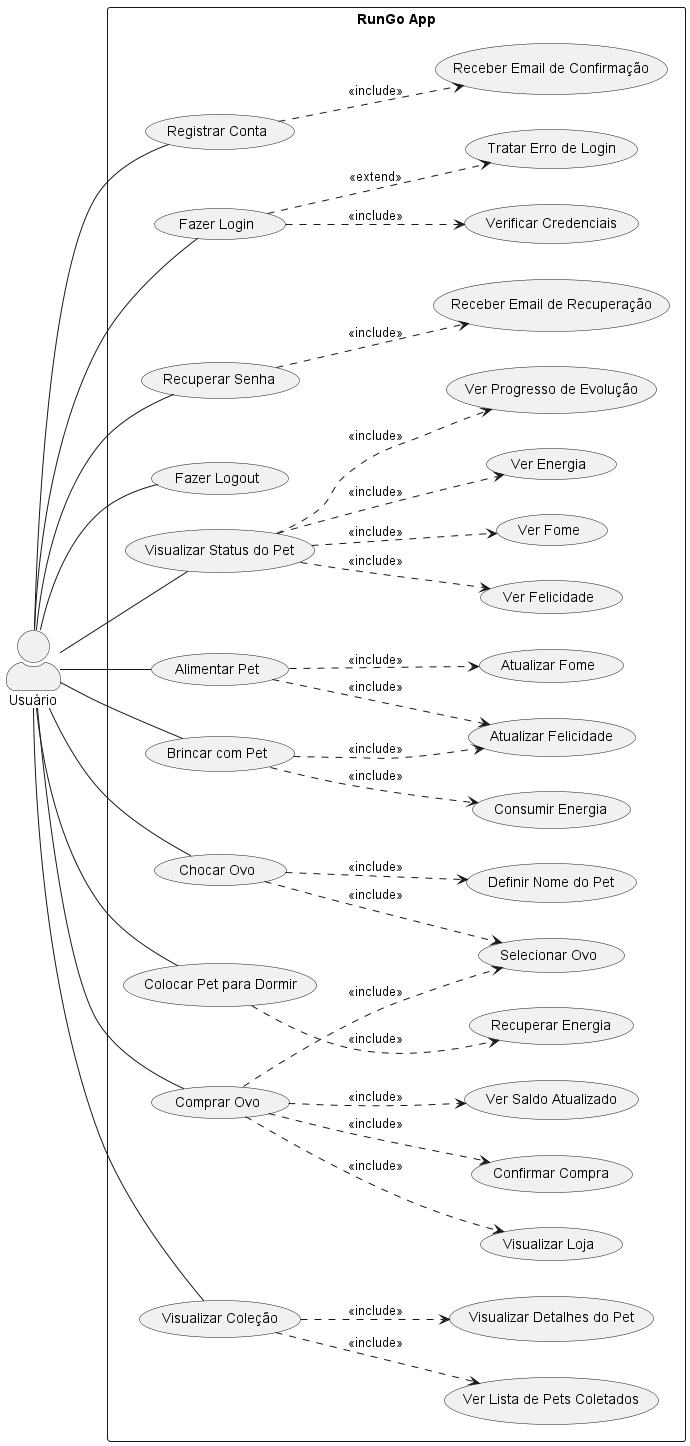 RunGo App
Receber Email de Confirmação
«include»
Registrar Conta
Tratar Erro de Login
«extend»
Fazer Login
«include»
Verificar Credenciais
Receber Email de Recuperação
«include»
Recuperar Senha
Ver Progresso de Evolução
«include»
Ver Energia
Fazer Logout
«include»
Ver Fome
«include»
Visualizar Status do Pet
«include»
Ver Felicidade
Usuário
Alimentar Pet
«include»
Atualizar Fome
«include»
Atualizar Felicidade
Brincar com Pet
«include»
«include»
Consumir Energia
Chocar Ovo
«include»
Definir Nome do Pet
«include»
Selecionar Ovo
Colocar Pet para Dormir
«include»
Recuperar Energia
«include»
Comprar Ovo
«include»
Ver Saldo Atualizado
«include»
Confirmar Compra
«include»
Visualizar Loja
Visualizar Coleção
«include»
Visualizar Detalhes do Pet
«include»
Ver Lista de Pets Coletados